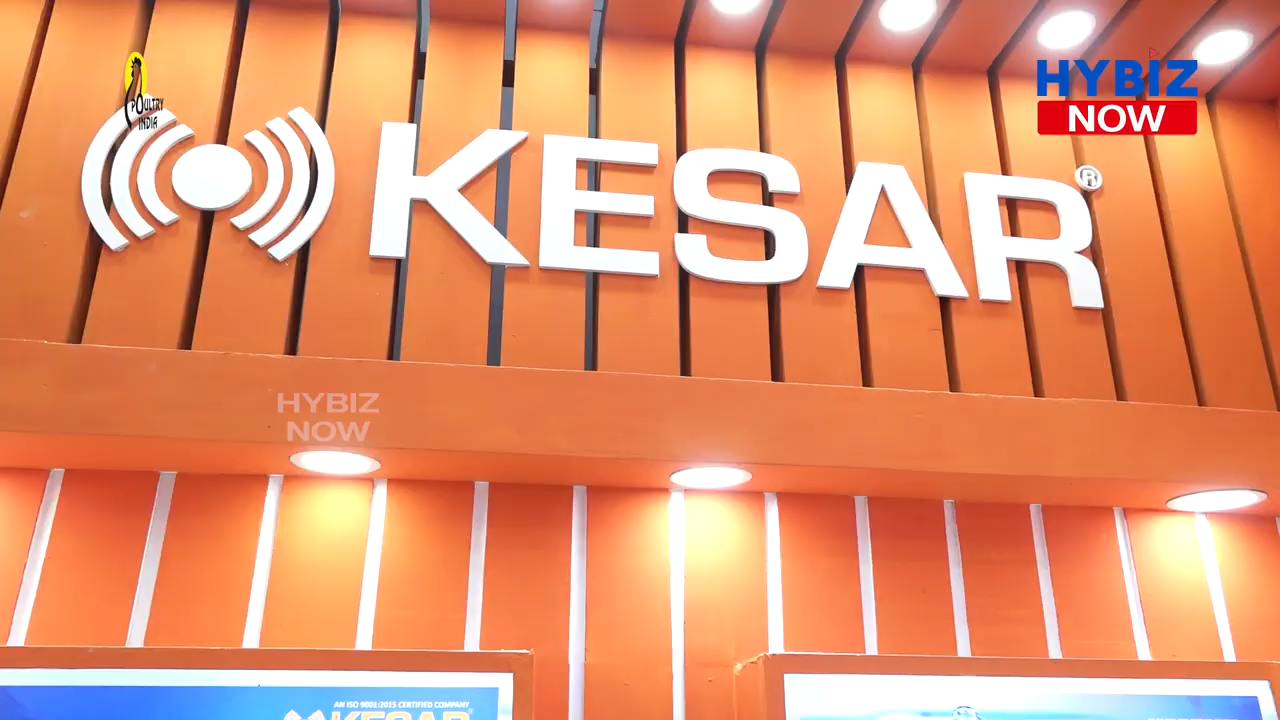 POULTRY
INDIA
HYBIZ
NOW
KESAR®
HYBIZ
NOW
AN ISO 9001:2015 CERTIFIED COMPANY
KESAR